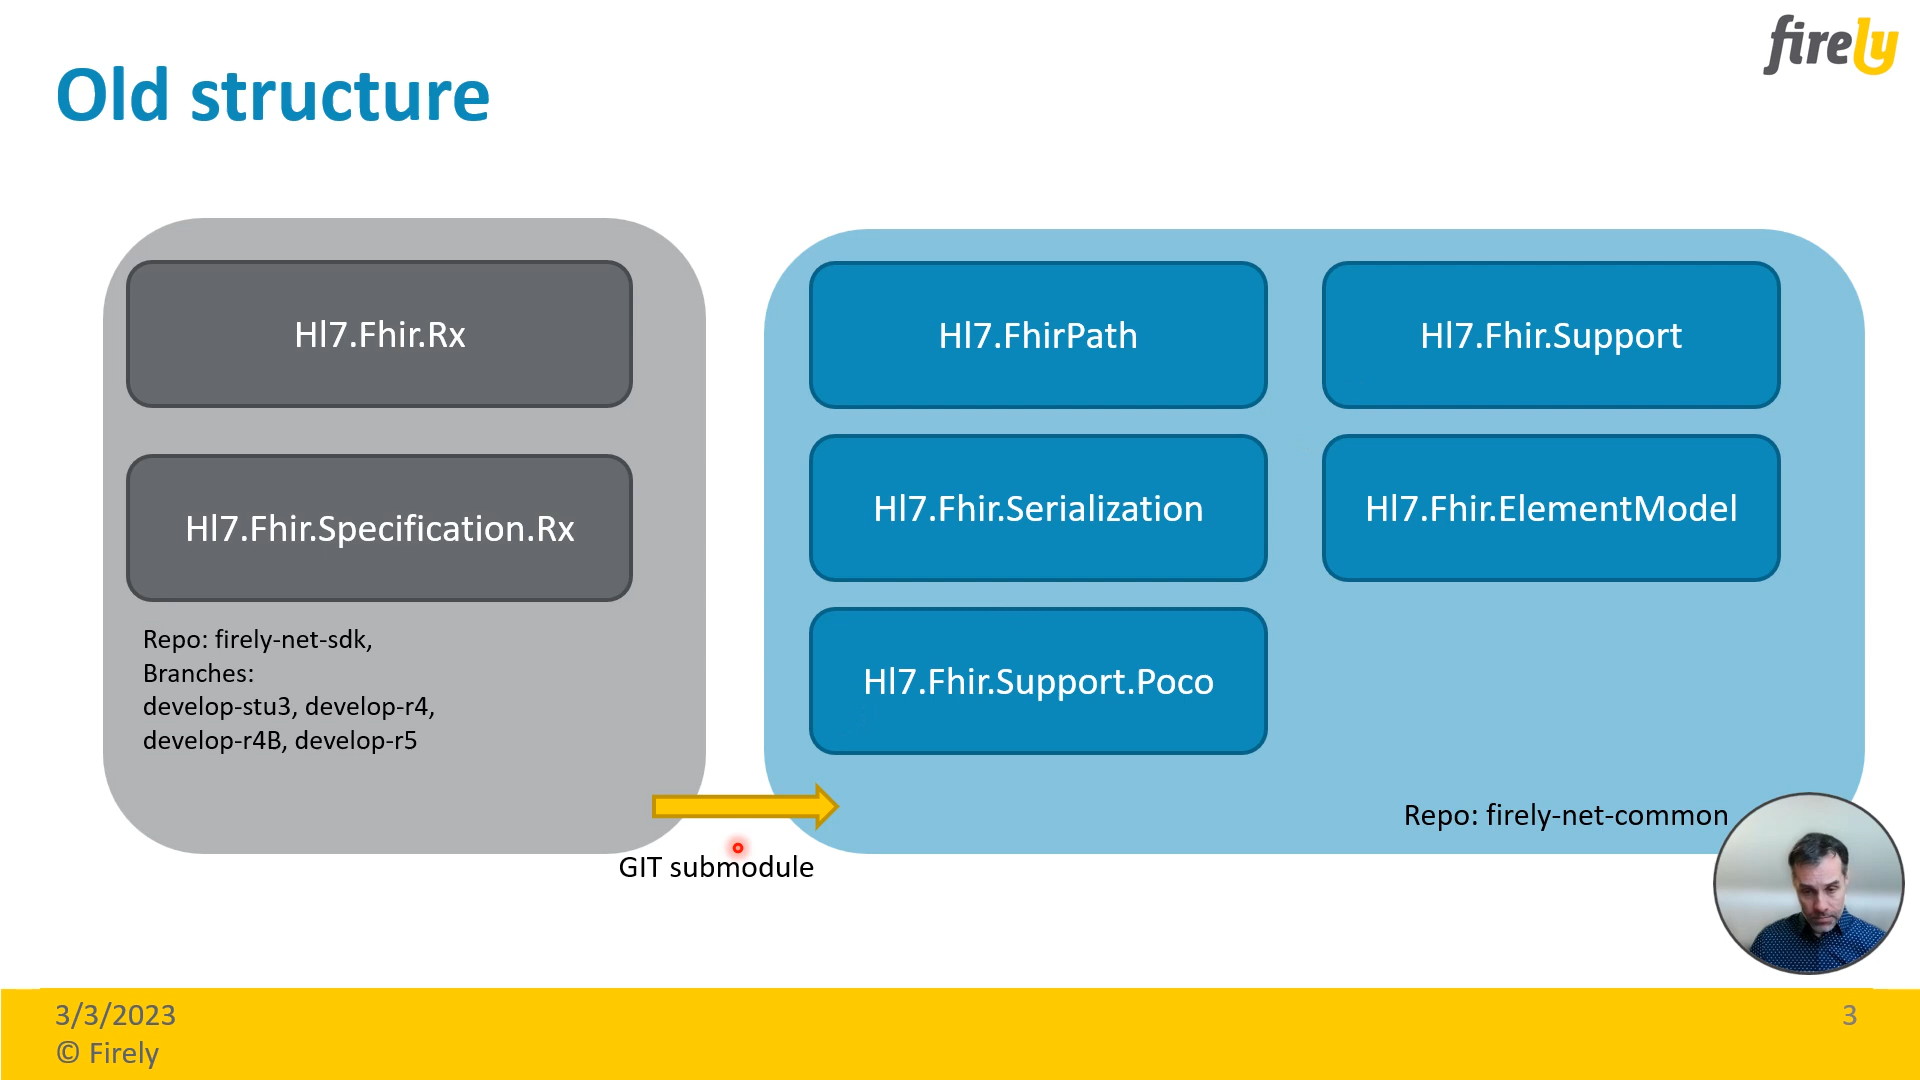 firely
Old structure
Hl7.Fhir.Rx
Hl7.Fhir.Specification.Rx
Repo: firely-net-sdk,
Branches:
develop-stu3, develop-r4,
develop-r4B, develop-r5
Hl7.FhirPath
Hl7.Fhir.Support
Hl7.Fhir.Serialization
Hl7.Fhir.ElementModel
Hl7.Fhir.Support.Poco
Repo: firely-net-common
GIT submodule
3/3/2023
© Firely
3